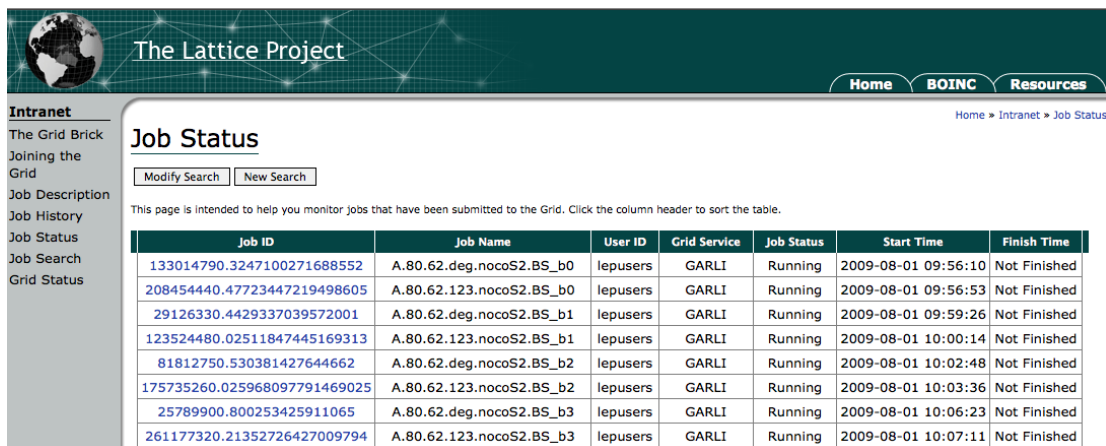 The Lattice Project
Home BOINC Resources
Intranet
The Grid Brick
Joining the
Grid
Job Description
Job History
Job Status
Job Search
Grid Status
Home » Intranet » Job Status
Job Status
Modify Search New Search
This page is intended to help you monitor jobs that have been submitted to the Grid. Click the column header to sort the table.
Job ID Job Name User ID Grid Service Job Status Start Time Finish Time
133014790.3247100271688552 A.80.62.deg.nocoS2.BS_b0 lepusers GARLI Running 2009-08-01 09:56:10 Not Finished
208454440.47723447219498605 A.80.62.123.nocoS2.BS_b0 lepusers GARLI Running 2009-08-01 09:56:53 Not Finished
29126330.4429337039572001 A.80.62.deg.nocoS2.BS_b1 lepusers GARLI Running 2009-08-01 09:59:26 Not Finished
123524480.02511847445169313 A.80.62.123.nocoS2.BS_b1 lepusers GARLI Running 2009-08-01 10:00:14 Not Finished
81812750.530381427644662 A.80.62.deg.nocoS2.BS_b2 lepusers GARLI Running 2009-08-01 10:02:48 Not Finished
175735260.025968097791469025 A.80.62.123.nocoS2.BS_b2 lepusers GARLI Running 2009-08-01 10:03:36 Not Finished
25789900.800253425911065 A.80.62.deg.nocoS2.BS_b3 lepusers GARLI Running 2009-08-01 10:06:23 Not Finished
261177320.21352726427009794 A.80.62.123.nocoS2.BS_b3 lepusers GARLI Running 2009-08-01 10:07:11 Not Finished